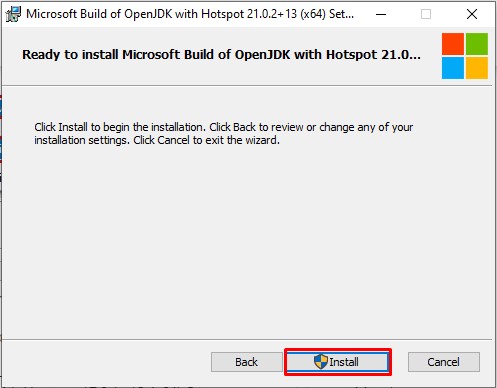 Microsoft Build of OpenJDK with Hotspot 21.0.2+13 (x64) Set...
Ready to install Microsoft Build of OpenJDK with Hotspot 21.0...
Click Install to begin the installation. Click Back to review or change any of your
installation settings. Click Cancel to exit the wizard.
Back
Install
Cancel